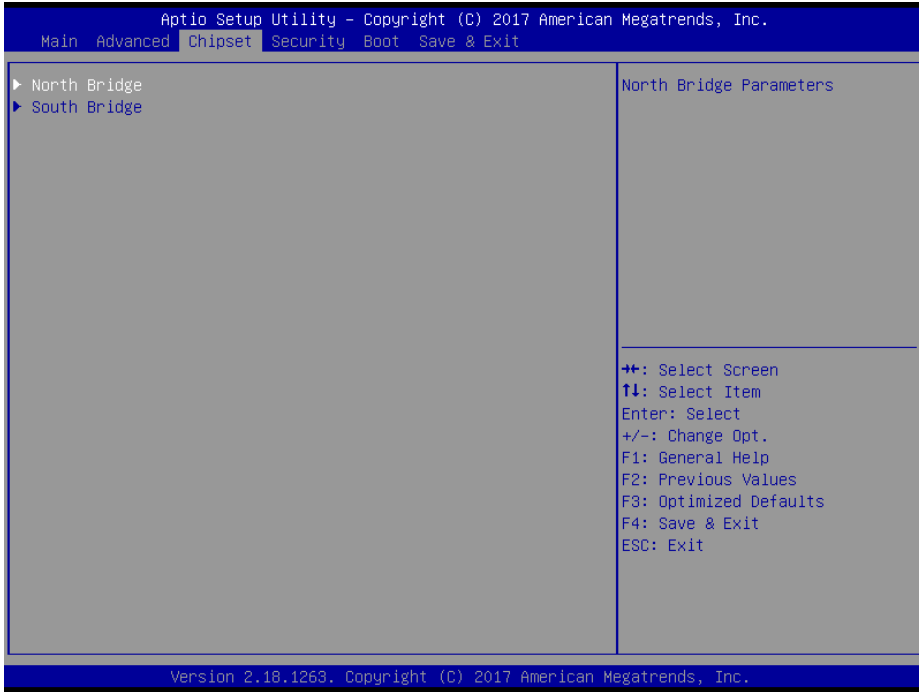 Aptio Setup Utility – Copyright (C) 2017 American Megatrends, Inc.
Main Advanced Chipset Security Boot Save & Exit
▶ North Bridge
▶ South Bridge
North Bridge Parameters
→←: Select Screen
↑↓: Select Item
Enter: Select
+/-: Change Opt.
F1: General Help
F2: Previous Values
F3: Optimized Defaults
F4: Save & Exit
ESC: Exit
Version 2.18.1263. Copyright (C) 2017 American Megatrends, Inc.